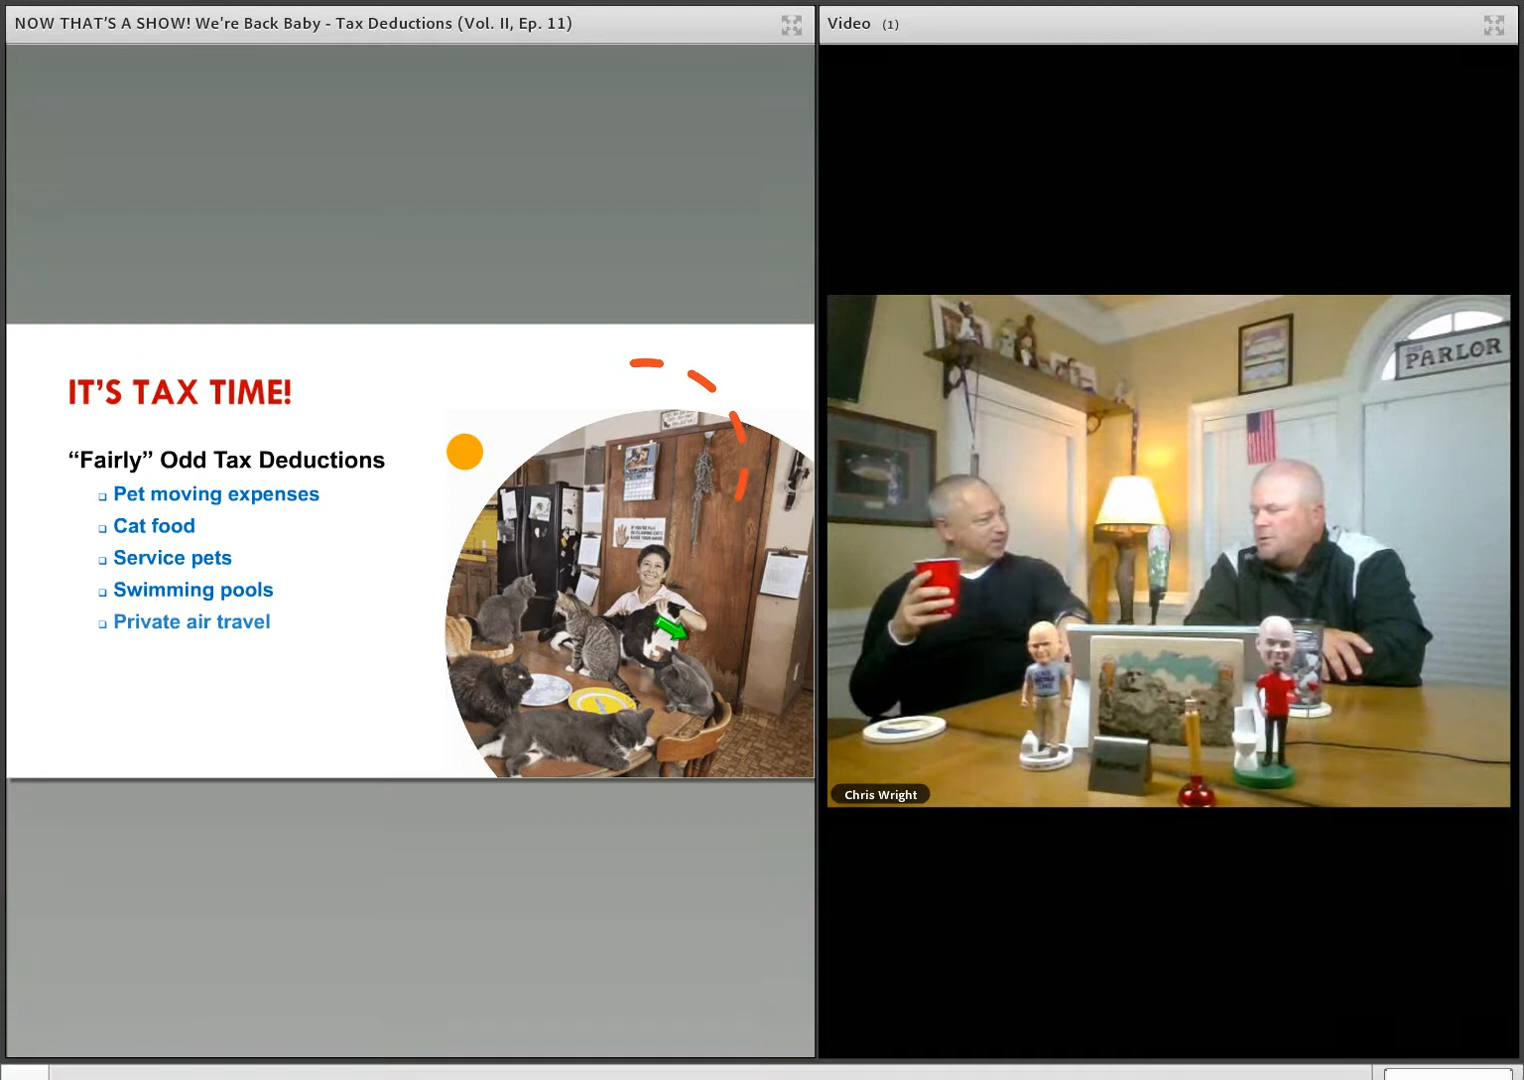 NOW THAT'S A SHOW! We're Back Baby - Tax Deductions (Vol. II, Ep. 11)
Video (1)
IT'S TAX TIME!
“Fairly” Odd Tax Deductions
Pet moving expenses
Cat food
Service pets
Swimming pools
Private air travel
PARLOR
Chris Wright